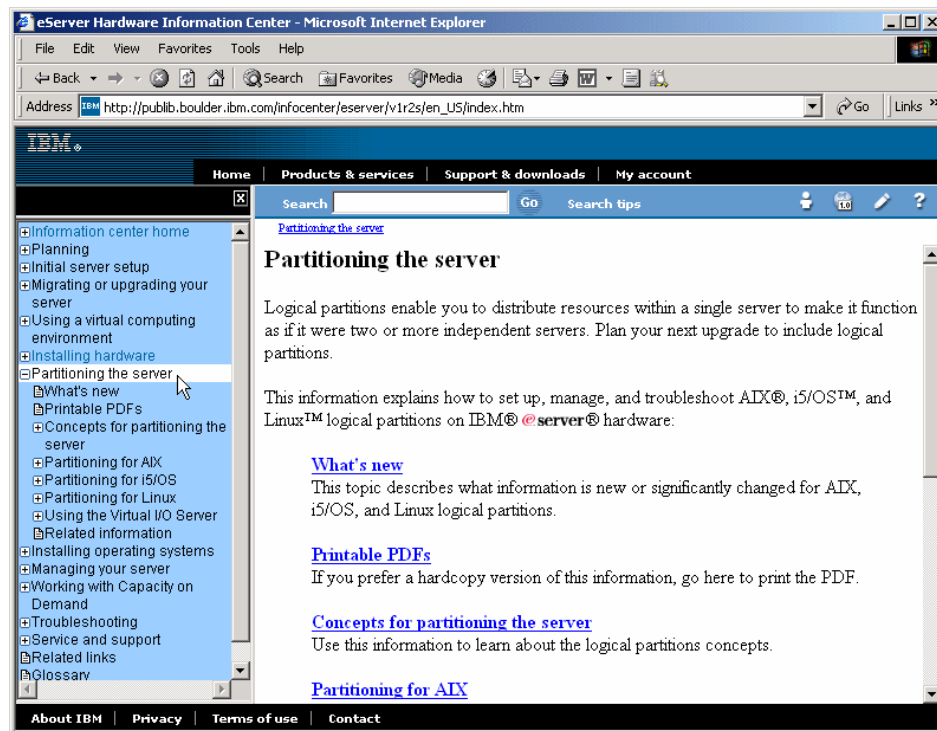 eServer Hardware Information Center - Microsoft Internet Explorer
File Edit View Favorites Tools Help
Back Search Favorites Media
Address IBM http://publib.boulder.ibm.com/infocenter/eserver/v1r2s/en_US/index.htm Go Links »
IBM
Home | Products & services | Support & downloads | My account
Search Go Search tips 1.0 ?
Information center home
Planning
Initial server setup
Migrating or upgrading your
server
Using a virtual computing
environment
Installing hardware
Partitioning the server
What's new
Printable PDFs
Concepts for partitioning the
server
Partitioning for AIX
Partitioning for i5/OS
Partitioning for Linux
Using the Virtual I/O Server
Related information
Installing operating systems
Managing your server
Working with Capacity on
Demand
Troubleshooting
Service and support
Related links
Glossary
Partitioning the server
Partitioning the server
Logical partitions enable you to distribute resources within a single server to make it function
as if it were two or more independent servers. Plan your next upgrade to include logical
partitions.
This information explains how to set up, manage, and troubleshoot AIX®, i5/OS™, and
Linux™ logical partitions on IBM® eserver® hardware:
What's new
This topic describes what information is new or significantly changed for AIX,
i5/OS, and Linux logical partitions.
Printable PDFs
If you prefer a hardcopy version of this information, go here to print the PDF.
Concepts for partitioning the server
Use this information to learn about the logical partitions concepts.
Partitioning for AIX
About IBM | Privacy | Terms of use | Contact